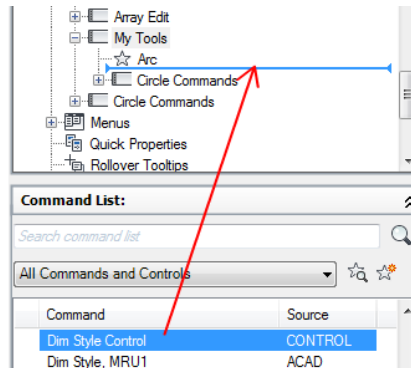 Array Edit
My Tools
Arc
Circle Commands
Circle Commands
Menus
Quick Properties
Rollover Tooltips
Command List:
Search command list
All Commands and Controls
Command Source
Dim Style Control CONTROL
Dim Style, MRU1 ACAD